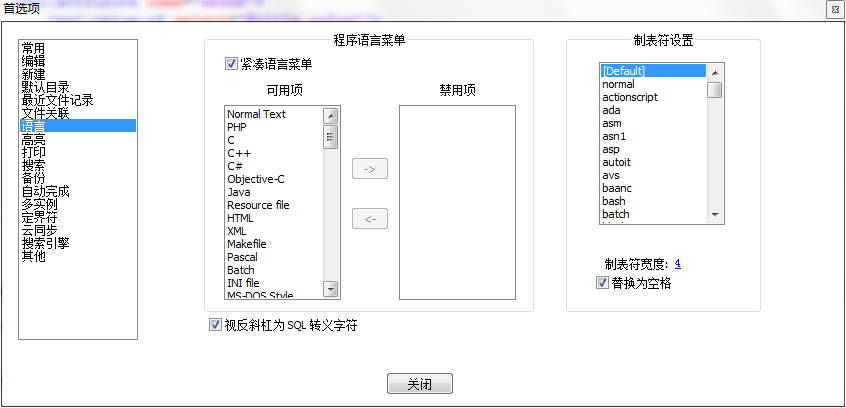 首选项
常用
编辑
新建
默认目录
最近文件记录
文件关联
语言
高亮
打印
搜索
备份
自动完成
多实例
定界符
云同步
搜索引擎
其他
程序语言菜单
紧凑语言菜单
可用项
禁用项
Normal Text
PHP
C
C++
C#
Objective-C
Java
Resource file
HTML
XML
Makefile
Pascal
Batch
INI file
MS-DOS Style
->
<-
视反斜杠为 SQL 转义字符
制表符设置
[Default]
normal
actionscript
ada
asm
asn1
asp
autoit
avs
baanc
bash
batch
制表符宽度: 4
替换为空格
关闭